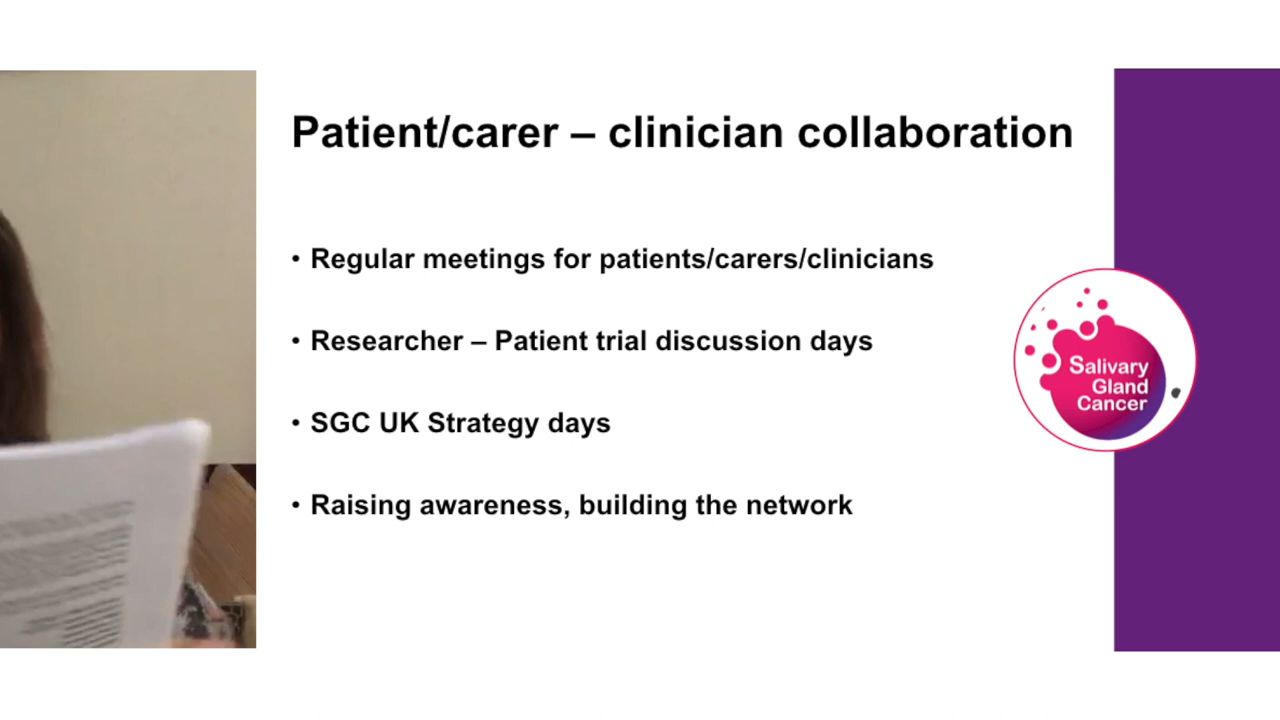 Patient/carer – clinician collaboration
• Regular meetings for patients/carers/clinicians
• Researcher – Patient trial discussion days
• SGC UK Strategy days
• Raising awareness, building the network
Salivary
Gland
Cancer